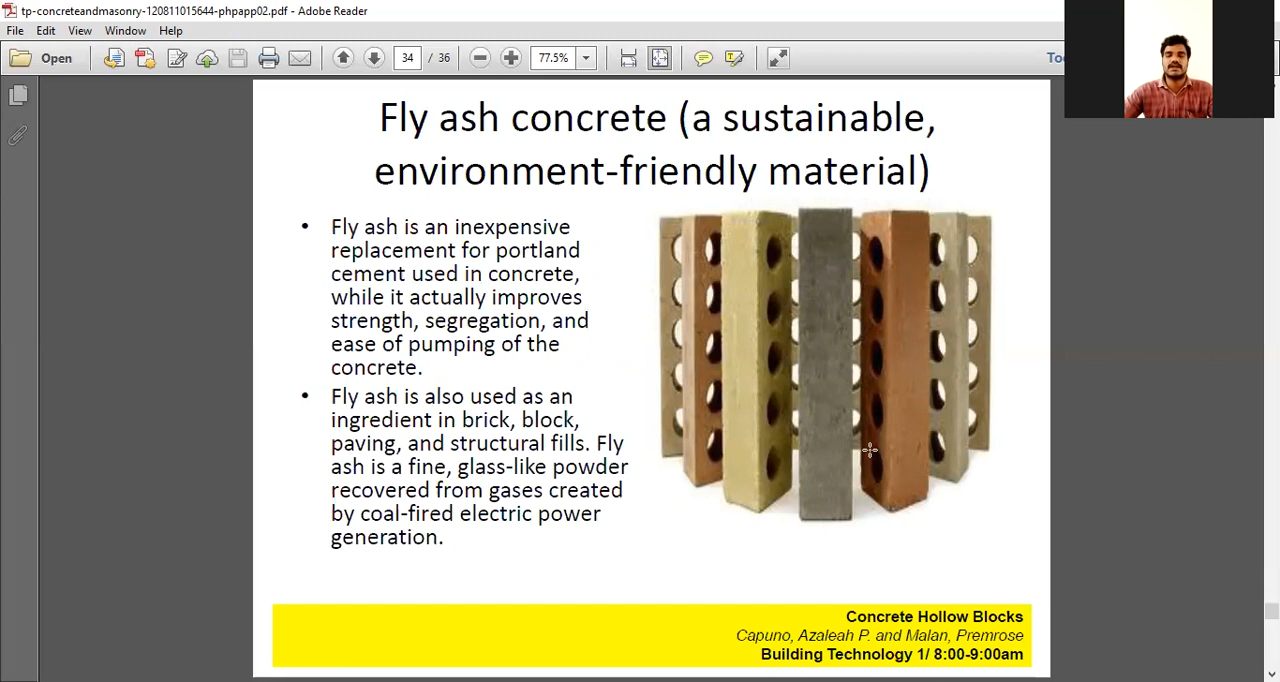 tp-concreteandmasonry-120811015644-phpapp02.pdf - Adobe Reader
File Edit View Window Help
Open 34 / 36 77.5%
Fly ash concrete (a sustainable,
environment-friendly material)
• Fly ash is an inexpensive
replacement for portland
cement used in concrete,
while it actually improves
strength, segregation, and
ease of pumping of the
concrete.
• Fly ash is also used as an
ingredient in brick, block,
paving, and structural fills. Fly
ash is a fine, glass-like powder
recovered from gases created
by coal-fired electric power
generation.
Concrete Hollow Blocks
Capuno, Azaleah P. and Malan, Premrose
Building Technology 1/ 8:00-9:00am